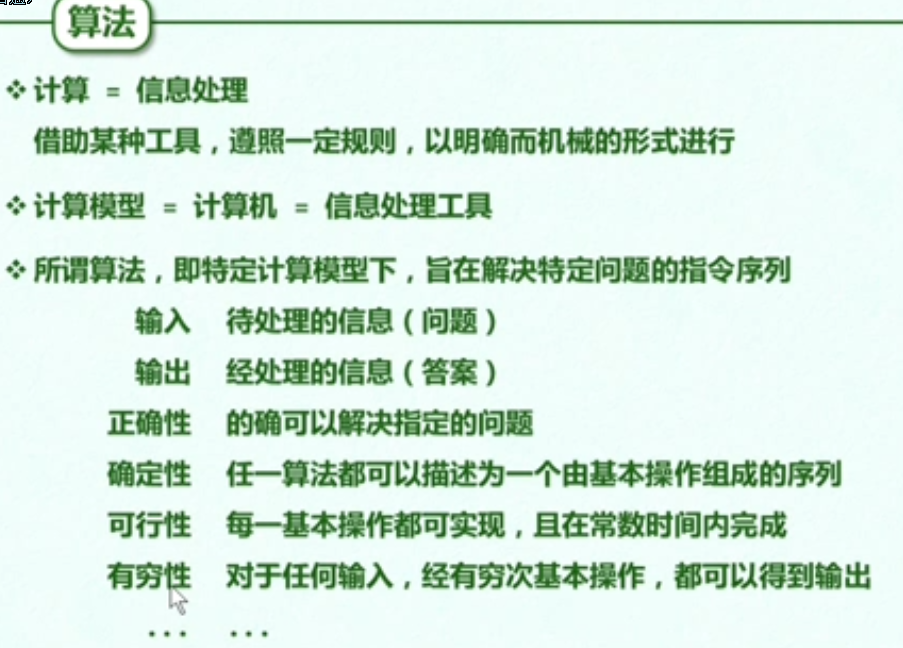 算法
❖ 计算 = 信息处理
借助某种工具，遵照一定规则，以明确而机械的形式进行
❖ 计算模型 = 计算机 = 信息处理工具
❖ 所谓算法，即特定计算模型下，旨在解决特定问题的指令序列
输入 待处理的信息（问题）
输出 经处理的信息（答案）
正确性 的确可以解决指定的问题
确定性 任一算法都可以描述为一个由基本操作组成的序列
可行性 每一基本操作都可实现，且在常数时间内完成
有穷性 对于任何输入，经有穷次基本操作，都可以得到输出
... ...